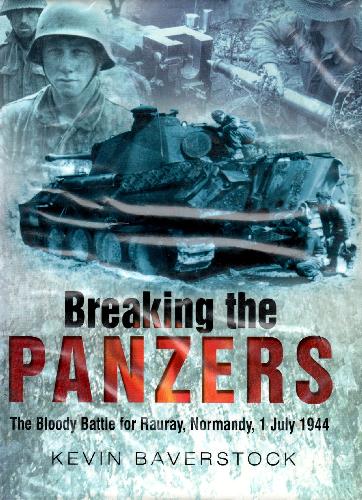 Breaking the
PANZERS
The Bloody Battle for Rauray, Normandy, 1 July 1944
KEVIN BAVERSTOCK